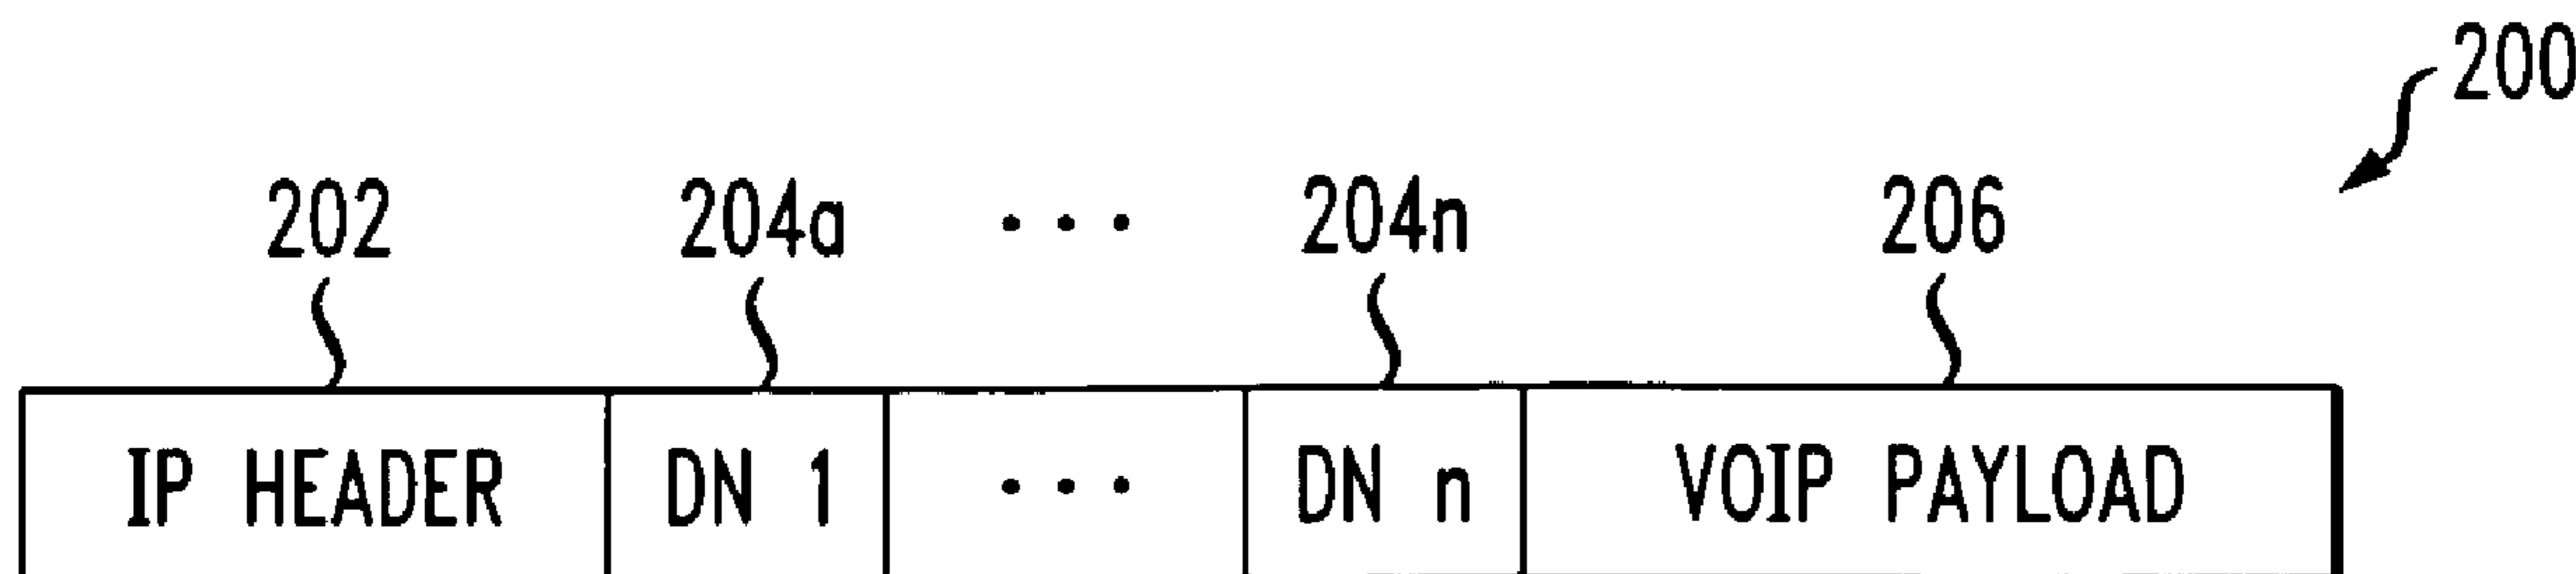 200
202 204a ... 204n 206
IP HEADER DN 1 ... DN n VOIP PAYLOAD